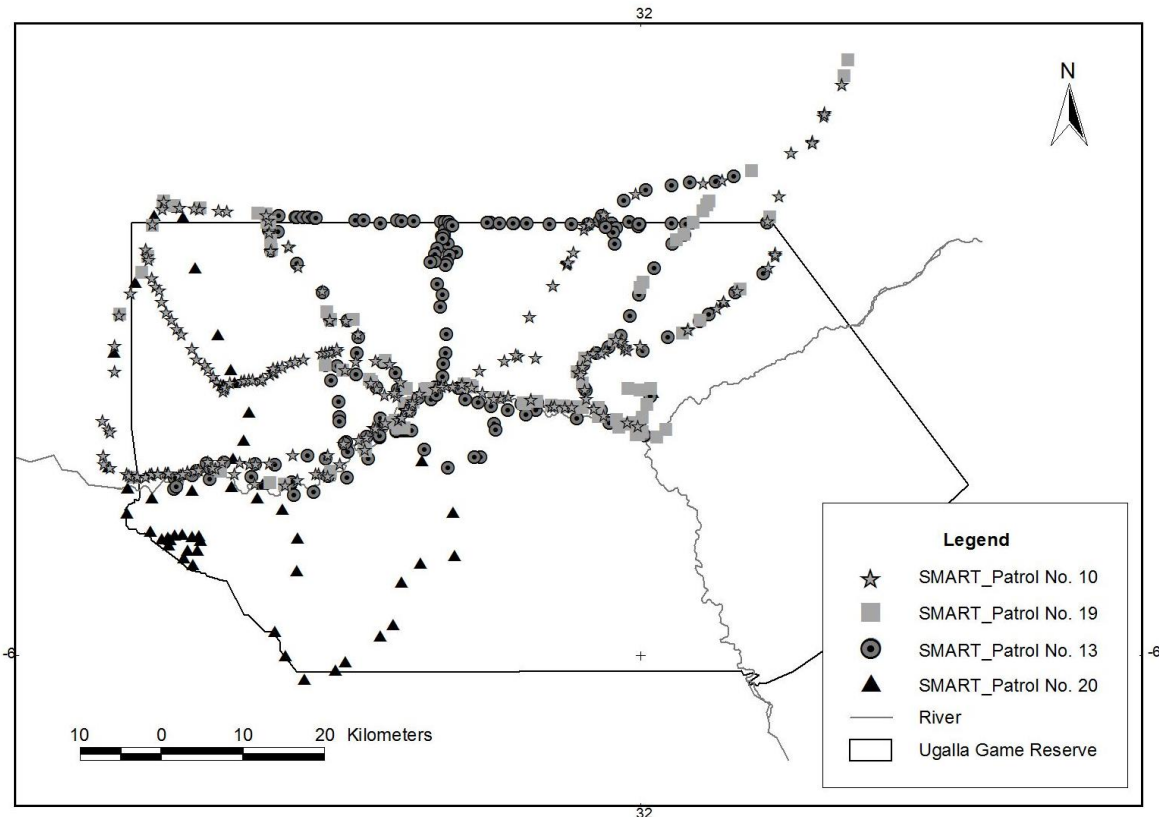 32
N
-6
-6
10 0 10 20 Kilometers
32
Legend
SMART_Patrol No. 10
SMART_Patrol No. 19
SMART_Patrol No. 13
SMART_Patrol No. 20
River
Ugalla Game Reserve